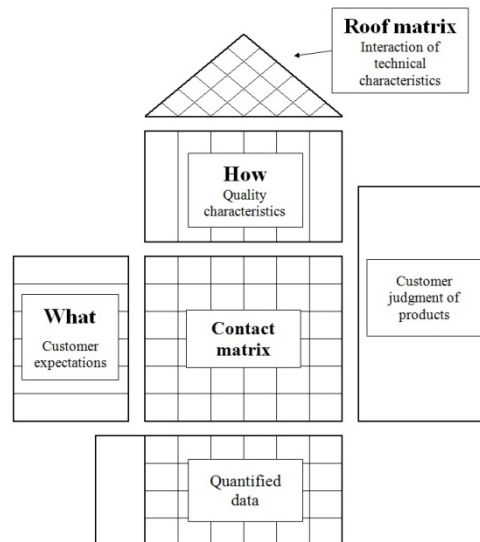 Roof matrix
Interaction of
technical
characteristics
How
Quality
characteristics
What
Customer
expectations
Contact
matrix
Customer
judgment of
products
Quantified
data